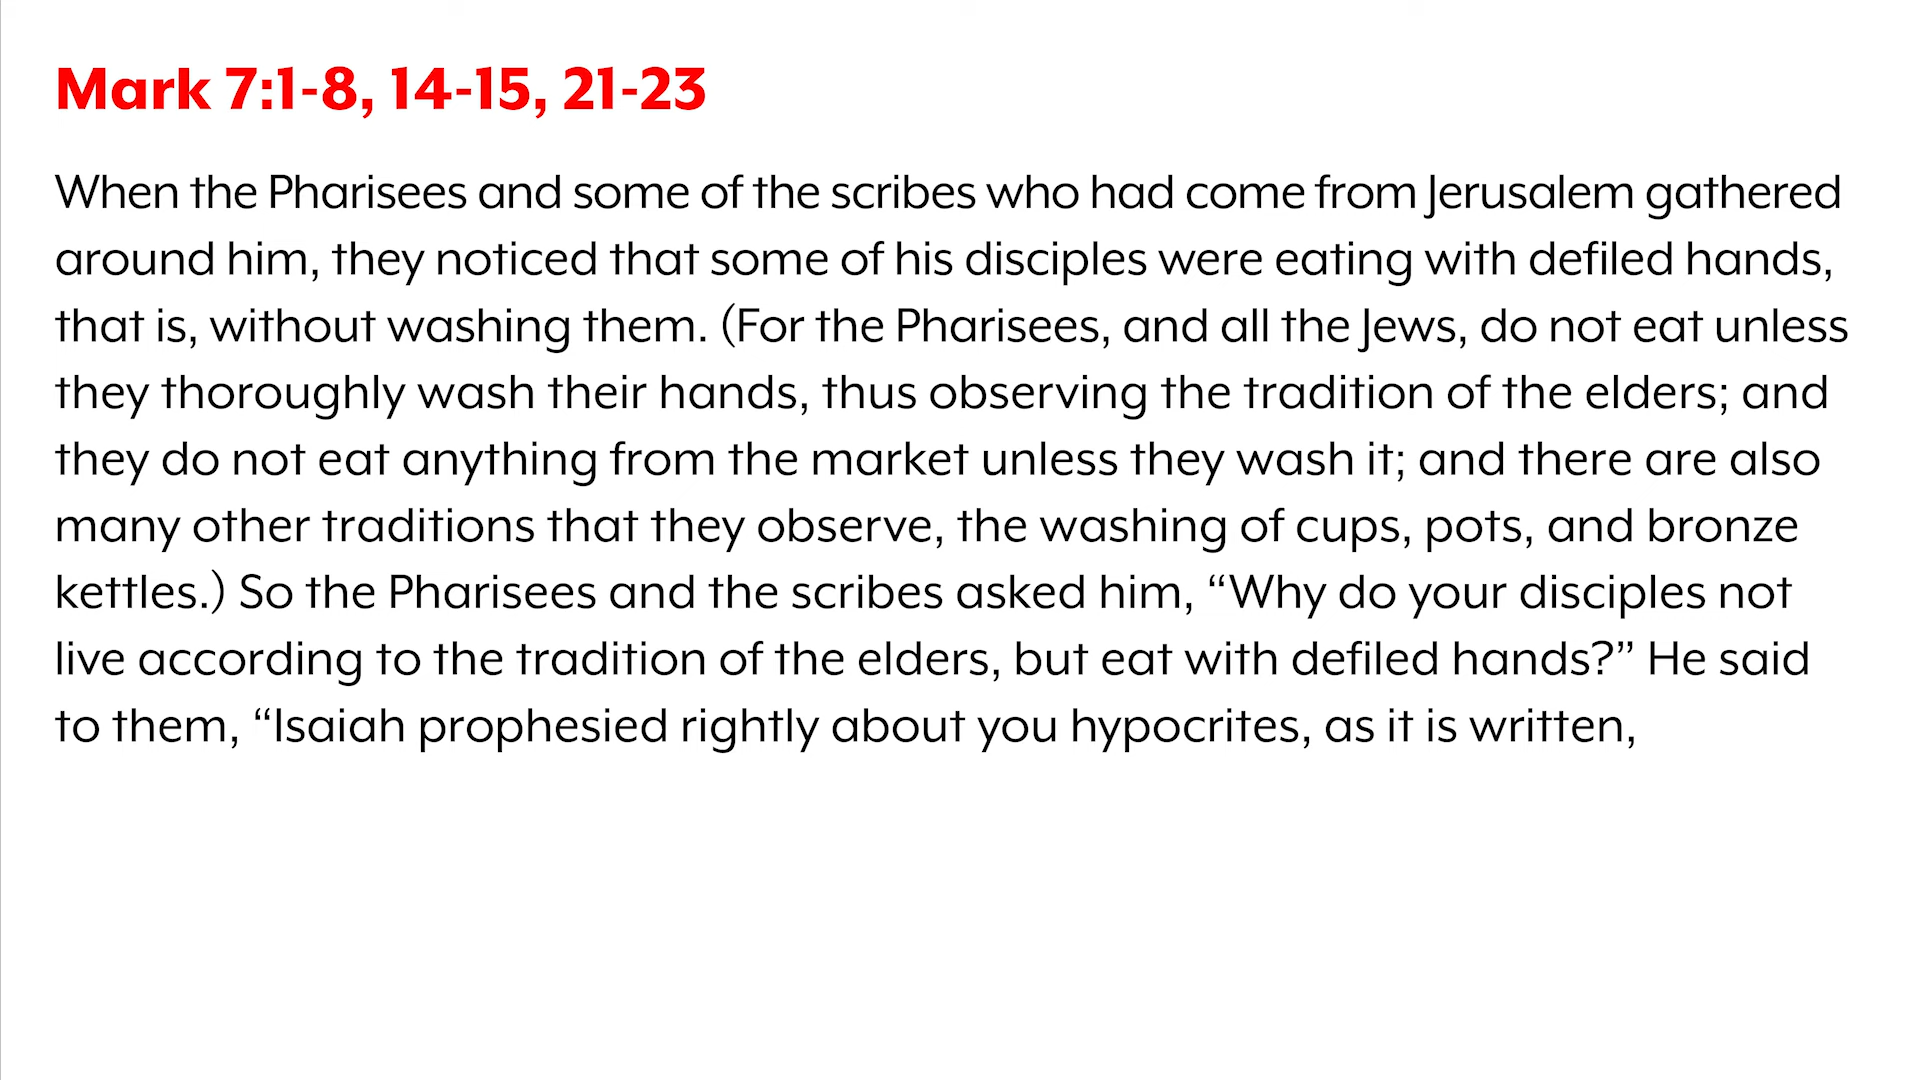 Mark 7:1-8, 14-15, 21-23
When the Pharisees and some of the scribes who had come from Jerusalem gathered
around him, they noticed that some of his disciples were eating with defiled hands,
that is, without washing them. (For the Pharisees, and all the Jews, do not eat unless
they thoroughly wash their hands, thus observing the tradition of the elders; and
they do not eat anything from the market unless they wash it; and there are also
many other traditions that they observe, the washing of cups, pots, and bronze
kettles.) So the Pharisees and the scribes asked him, “Why do your disciples not
live according to the tradition of the elders, but eat with defiled hands?” He said
to them, “Isaiah prophesied rightly about you hypocrites, as it is written,